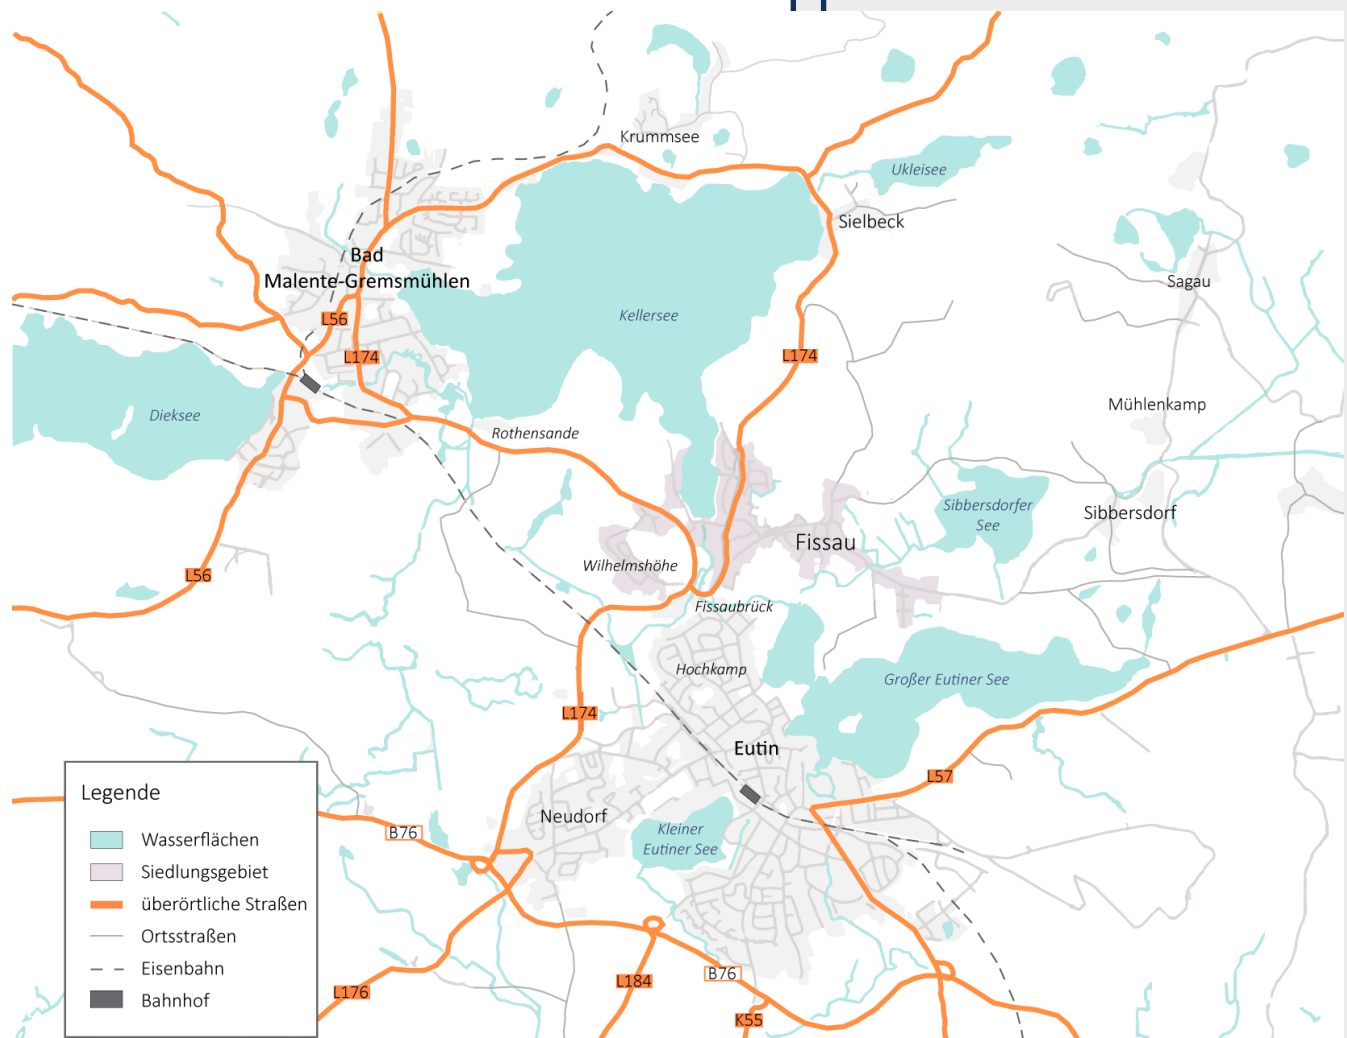 Krummsee
Ukleisee
Sielbeck
Bad
Malente-Gremsmühlen
Sagau
L56
Kellersee
L174
L174
Dieksee
Mühlenkamp
Rothensande
Sibbersdorfer
See
Sibbersdorf
Fissau
Wilhelmshöhe
L56
Fissaubrück
Hochkamp
Großer Eutiner See
L174
Eutin
L57
Neudorf
Kleiner
Eutiner See
B76
Legende
Wasserflächen
Siedlungsgebiet
überörtliche Straßen
Ortsstraßen
Eisenbahn
Bahnhof
L176
L184
B76
K55